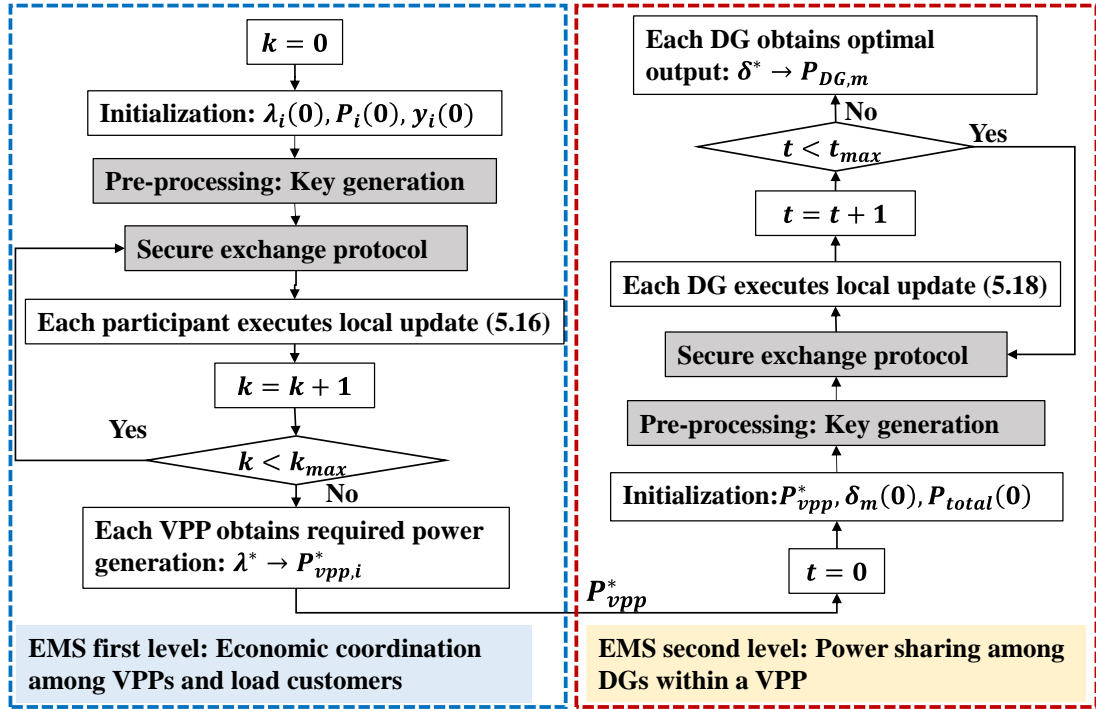 k = 0
Initialization: λ_i(0), P_i(0), y_i(0)
Pre-processing: Key generation
Secure exchange protocol
Each participant executes local update (5.16)
k = k + 1
Yes
k < k_max
No
Each VPP obtains required power
generation: λ* → P*_vpp,i
EMS first level: Economic coordination
among VPPs and load customers
P*_vpp
Each DG obtains optimal
output: δ* → P_DG,m
No
Yes
t < t_max
t = t + 1
Each DG executes local update (5.18)
Secure exchange protocol
Pre-processing: Key generation
Initialization:P*_vpp, δ_m(0), P_total(0)
t = 0
EMS second level: Power sharing among
DGs within a VPP